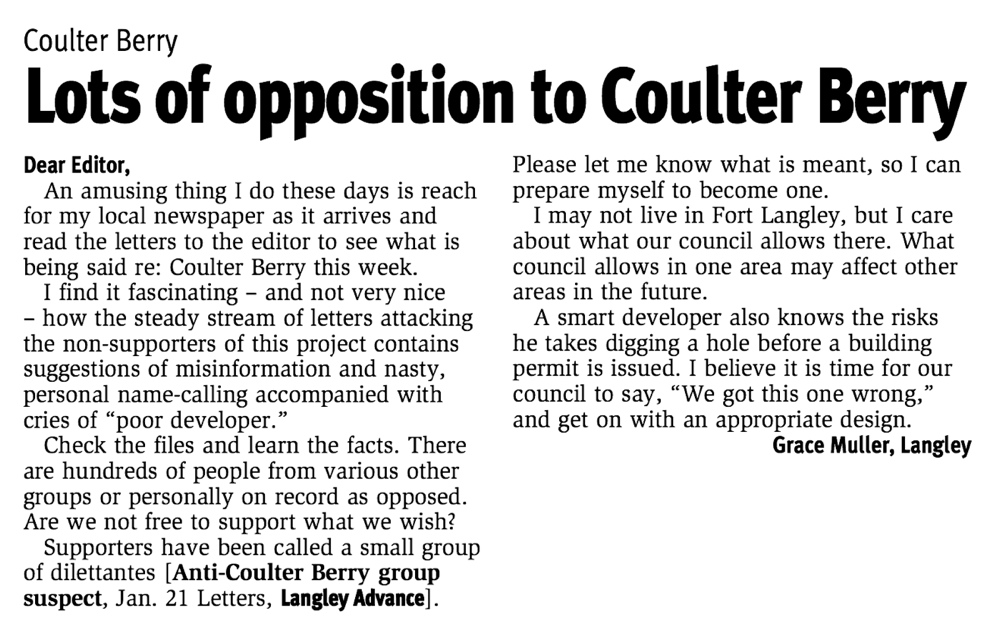 Coulter Berry
Lots of opposition to Coulter Berry
Dear Editor,
An amusing thing I do these days is reach
for my local newspaper as it arrives and
read the letters to the editor to see what is
being said re: Coulter Berry this week.
I find it fascinating – and not very nice
– how the steady stream of letters attacking
the non-supporters of this project contains
suggestions of misinformation and nasty,
personal name-calling accompanied with
cries of “poor developer.”
Check the files and learn the facts. There
are hundreds of people from various other
groups or personally on record as opposed.
Are we not free to support what we wish?
Supporters have been called a small group
of dilettantes [Anti-Coulter Berry group
suspect, Jan. 21 Letters, Langley Advance].
Please let me know what is meant, so I can
prepare myself to become one.
I may not live in Fort Langley, but I care
about what our council allows there. What
council allows in one area may affect other
areas in the future.
A smart developer also knows the risks
he takes digging a hole before a building
permit is issued. I believe it is time for our
council to say, “We got this one wrong,”
and get on with an appropriate design.
Grace Muller, Langley